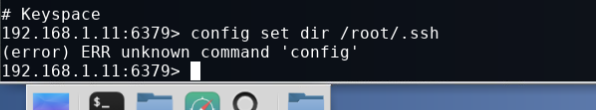 # Keyspace
192.168.1.11:6379> config set dir /root/.ssh
(error) ERR unknown command 'config'
192.168.1.11:6379>
$_